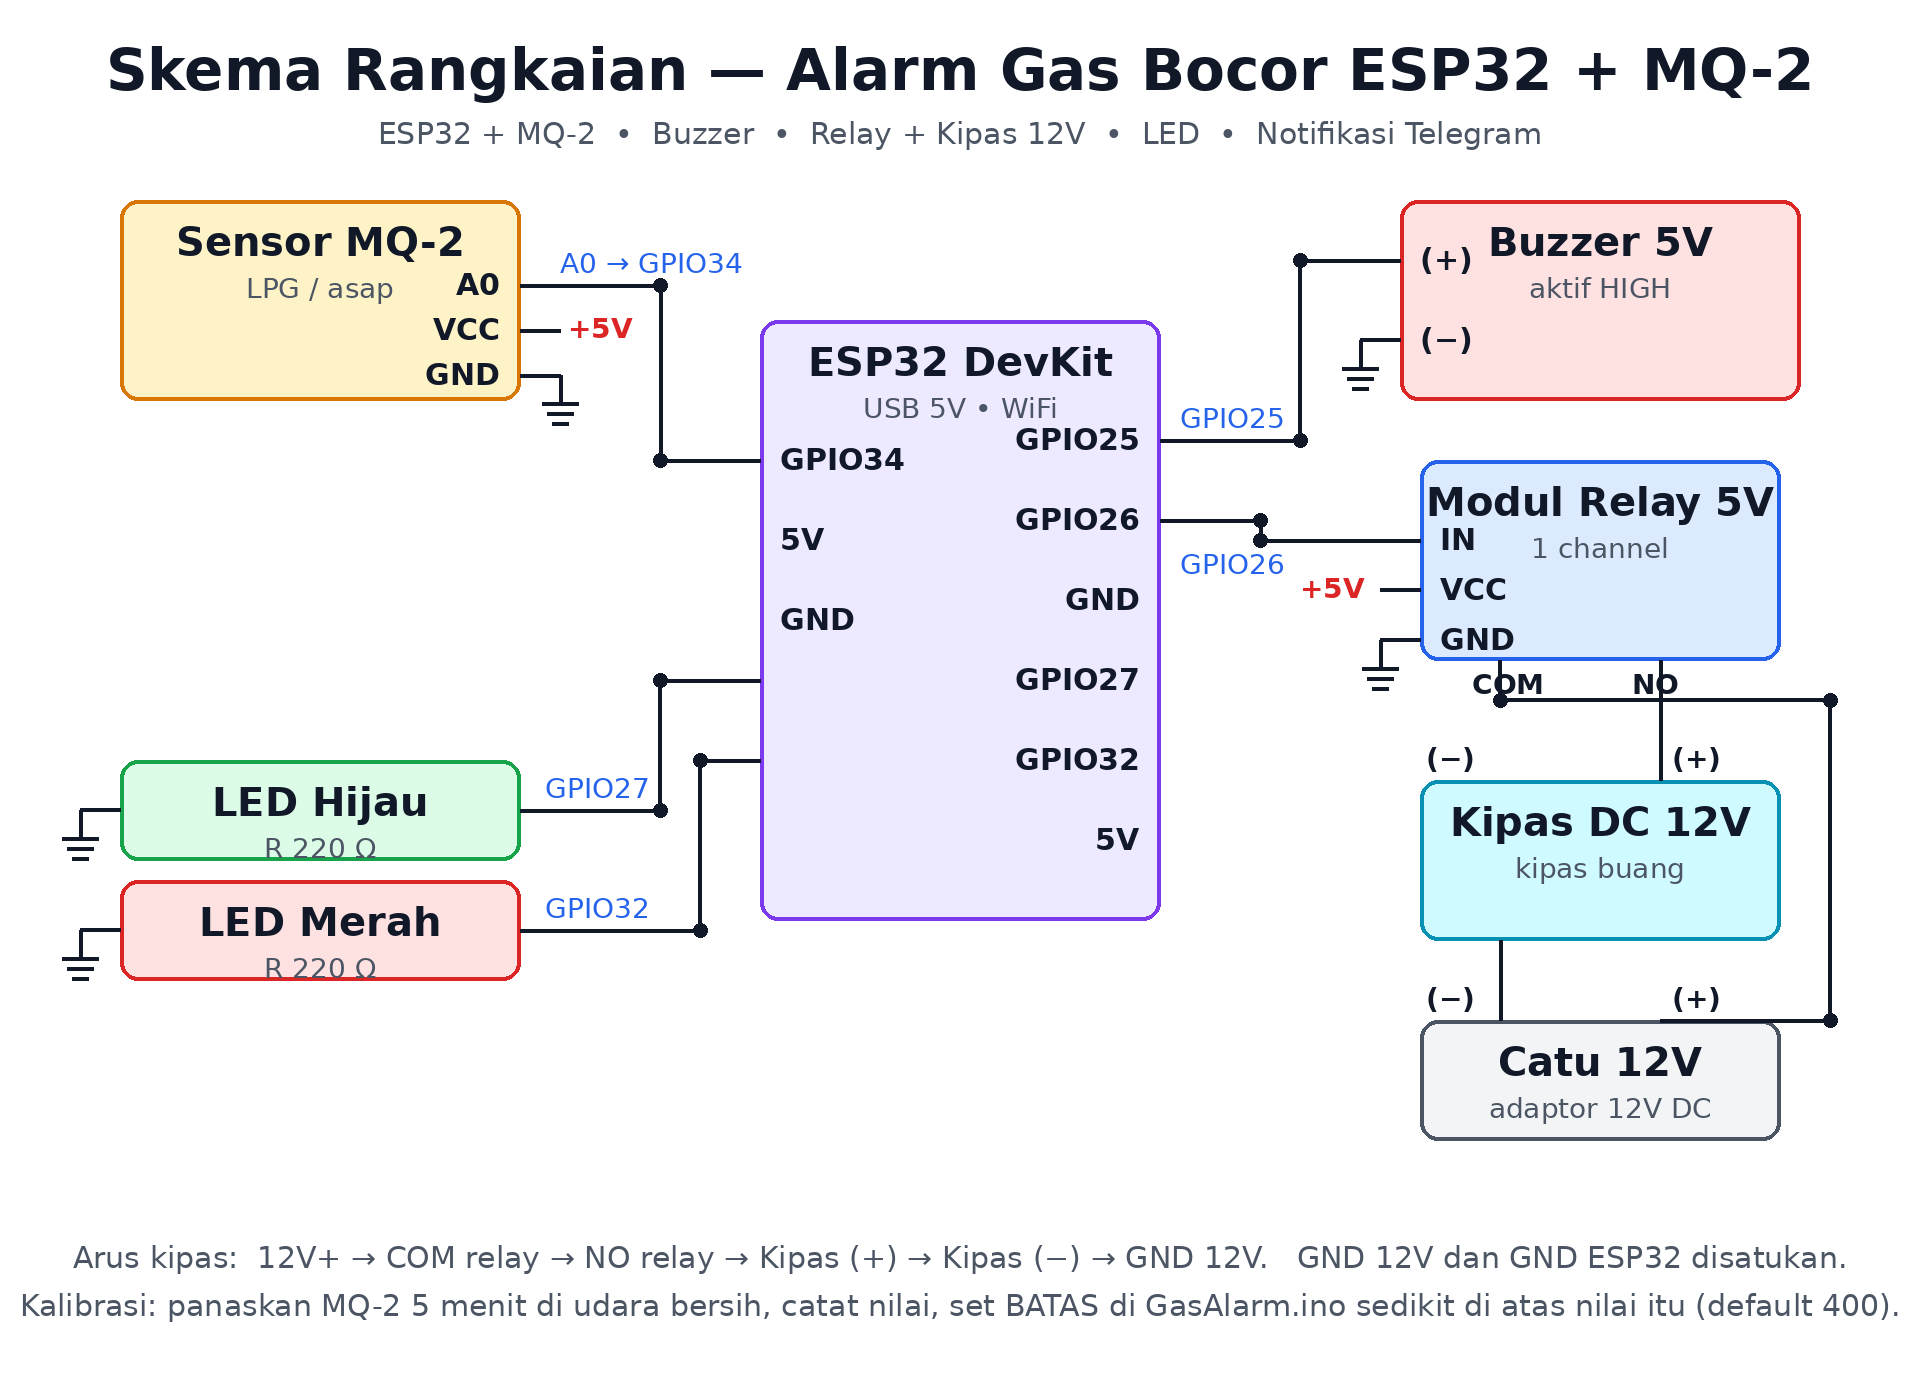 Skema Rangkaian — Alarm Gas Bocor ESP32 + MQ-2
ESP32 + MQ-2 • Buzzer • Relay + Kipas 12V • LED • Notifikasi Telegram
Sensor MQ-2
LPG / asap
A0
VCC
GND
A0 → GPIO34
+5V
ESP32 DevKit
USB 5V • WiFi
GPIO34
5V
GND
GPIO25
GPIO26
GND
GPIO27
GPIO32
5V
GPIO25
GPIO26
Buzzer 5V
aktif HIGH
(+)
(−)
Modul Relay 5V
1 channel
IN
VCC
GND
+5V
COM
NO
(−)
(+)
Kipas DC 12V
kipas buang
(−)
(+)
Catu 12V
adaptor 12V DC
LED Hijau
R 220 Ω
GPIO27
LED Merah
R 220 Ω
GPIO32
Arus kipas: 12V+ → COM relay → NO relay → Kipas (+) → Kipas (−) → GND 12V. GND 12V dan GND ESP32 disatukan.
Kalibrasi: panaskan MQ-2 5 menit di udara bersih, catat nilai, set BATAS di GasAlarm.ino sedikit di atas nilai itu (default 400).